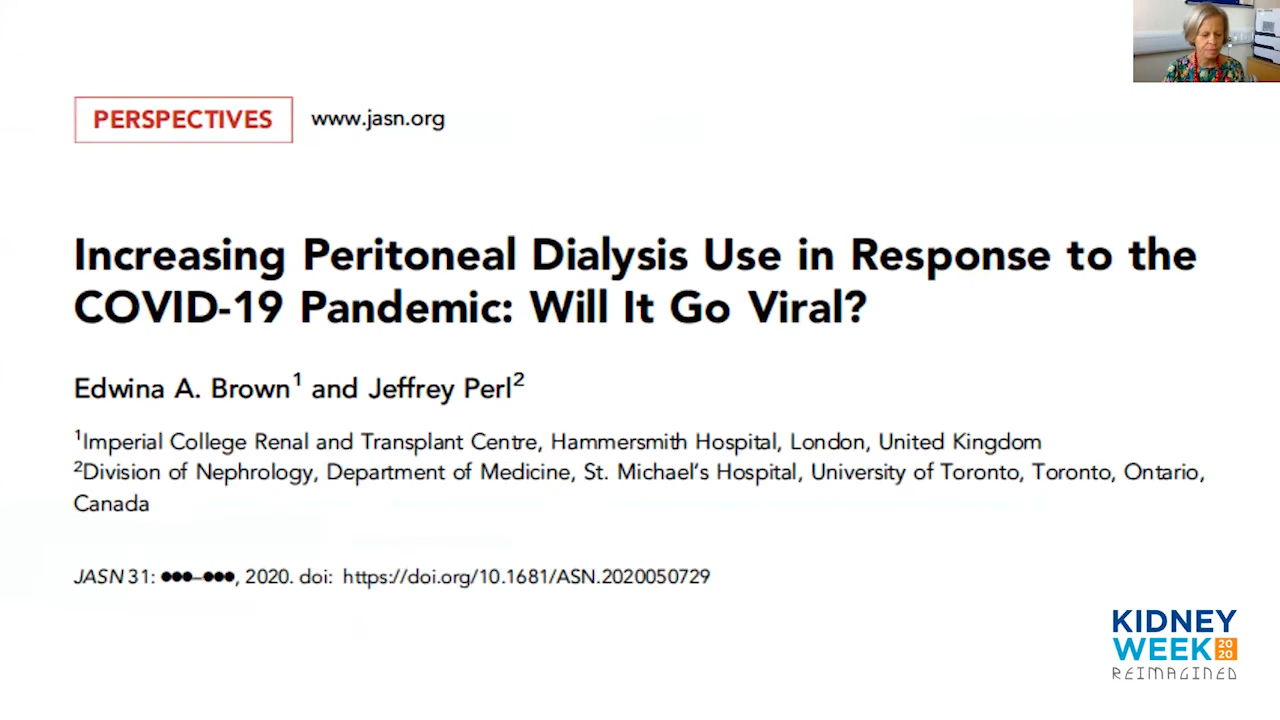 PERSPECTIVES www.jasn.org
Increasing Peritoneal Dialysis Use in Response to the
COVID-19 Pandemic: Will It Go Viral?
Edwina A. Brown¹ and Jeffrey Perl²
¹Imperial College Renal and Transplant Centre, Hammersmith Hospital, London, United Kingdom
²Division of Nephrology, Department of Medicine, St. Michael’s Hospital, University of Toronto, Toronto, Ontario,
Canada
JASN 31: ●●●–●●●, 2020. doi: https://doi.org/10.1681/ASN.2020050729
KIDNEY
WEEK 20
20
REIMAGINED